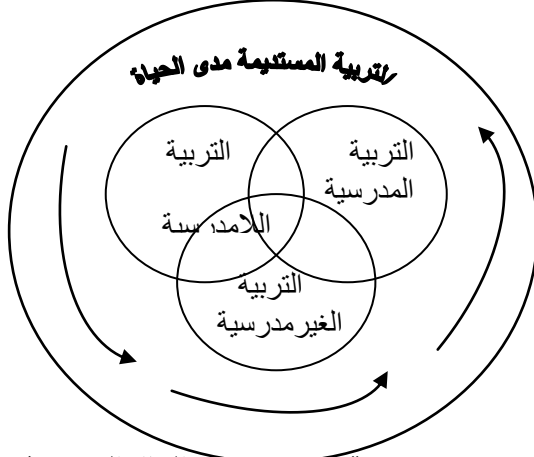 التربية المستديمة مدى الحياة
التربية
المدرسية
التربية
اللامدرسية
التربية
الغيرمدرسية